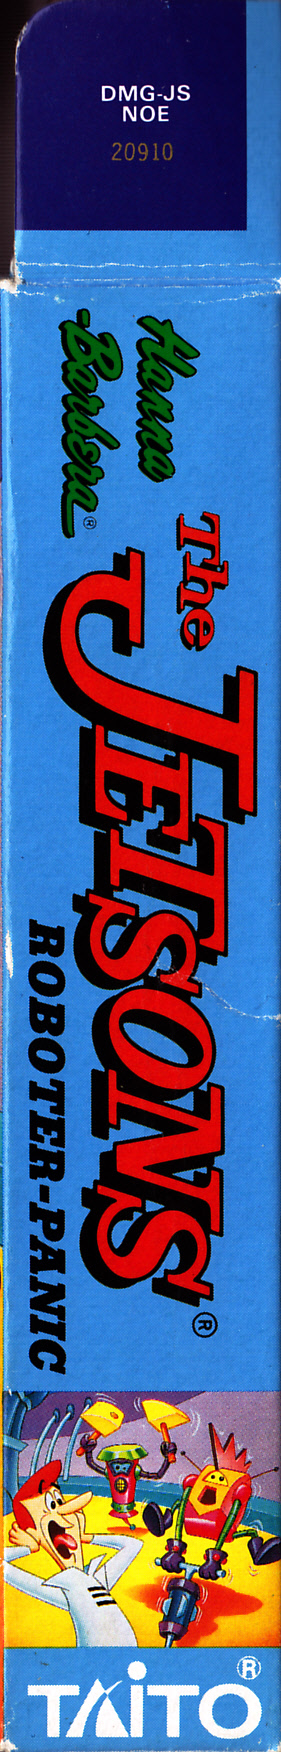 DMG-JS
NOE
20910
Hanna
-Barbera®
The
JETSONS®
ROBOTER-PANIC
TAiTO®